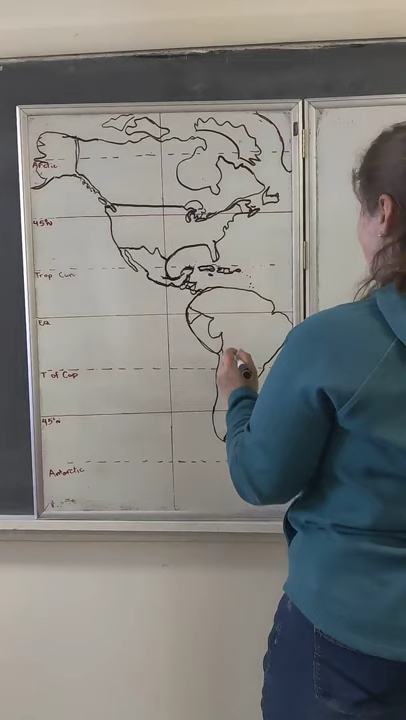 Arctic
45°N
Trop Can
EQ
T of Cap
45°N
Antarctic